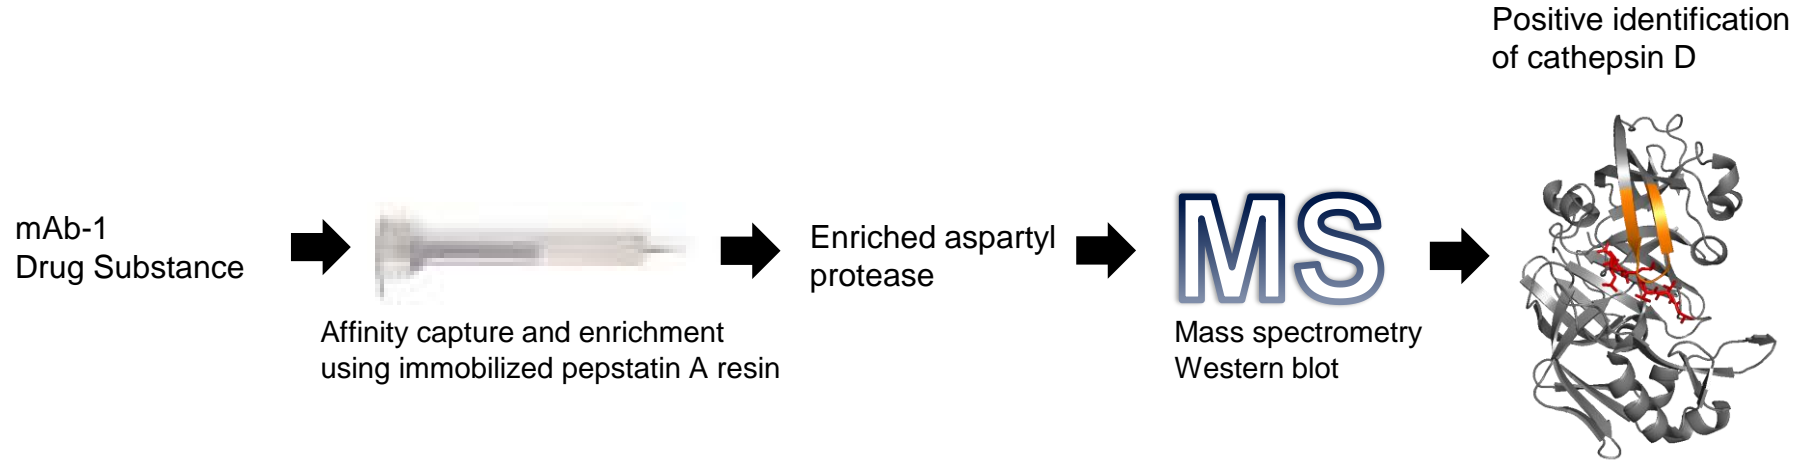 Positive identification
of cathepsin D
mAb-1
Drug Substance
Affinity capture and enrichment
using immobilized pepstatin A resin
Enriched aspartyl
protease
MS
Mass spectrometry
Western blot